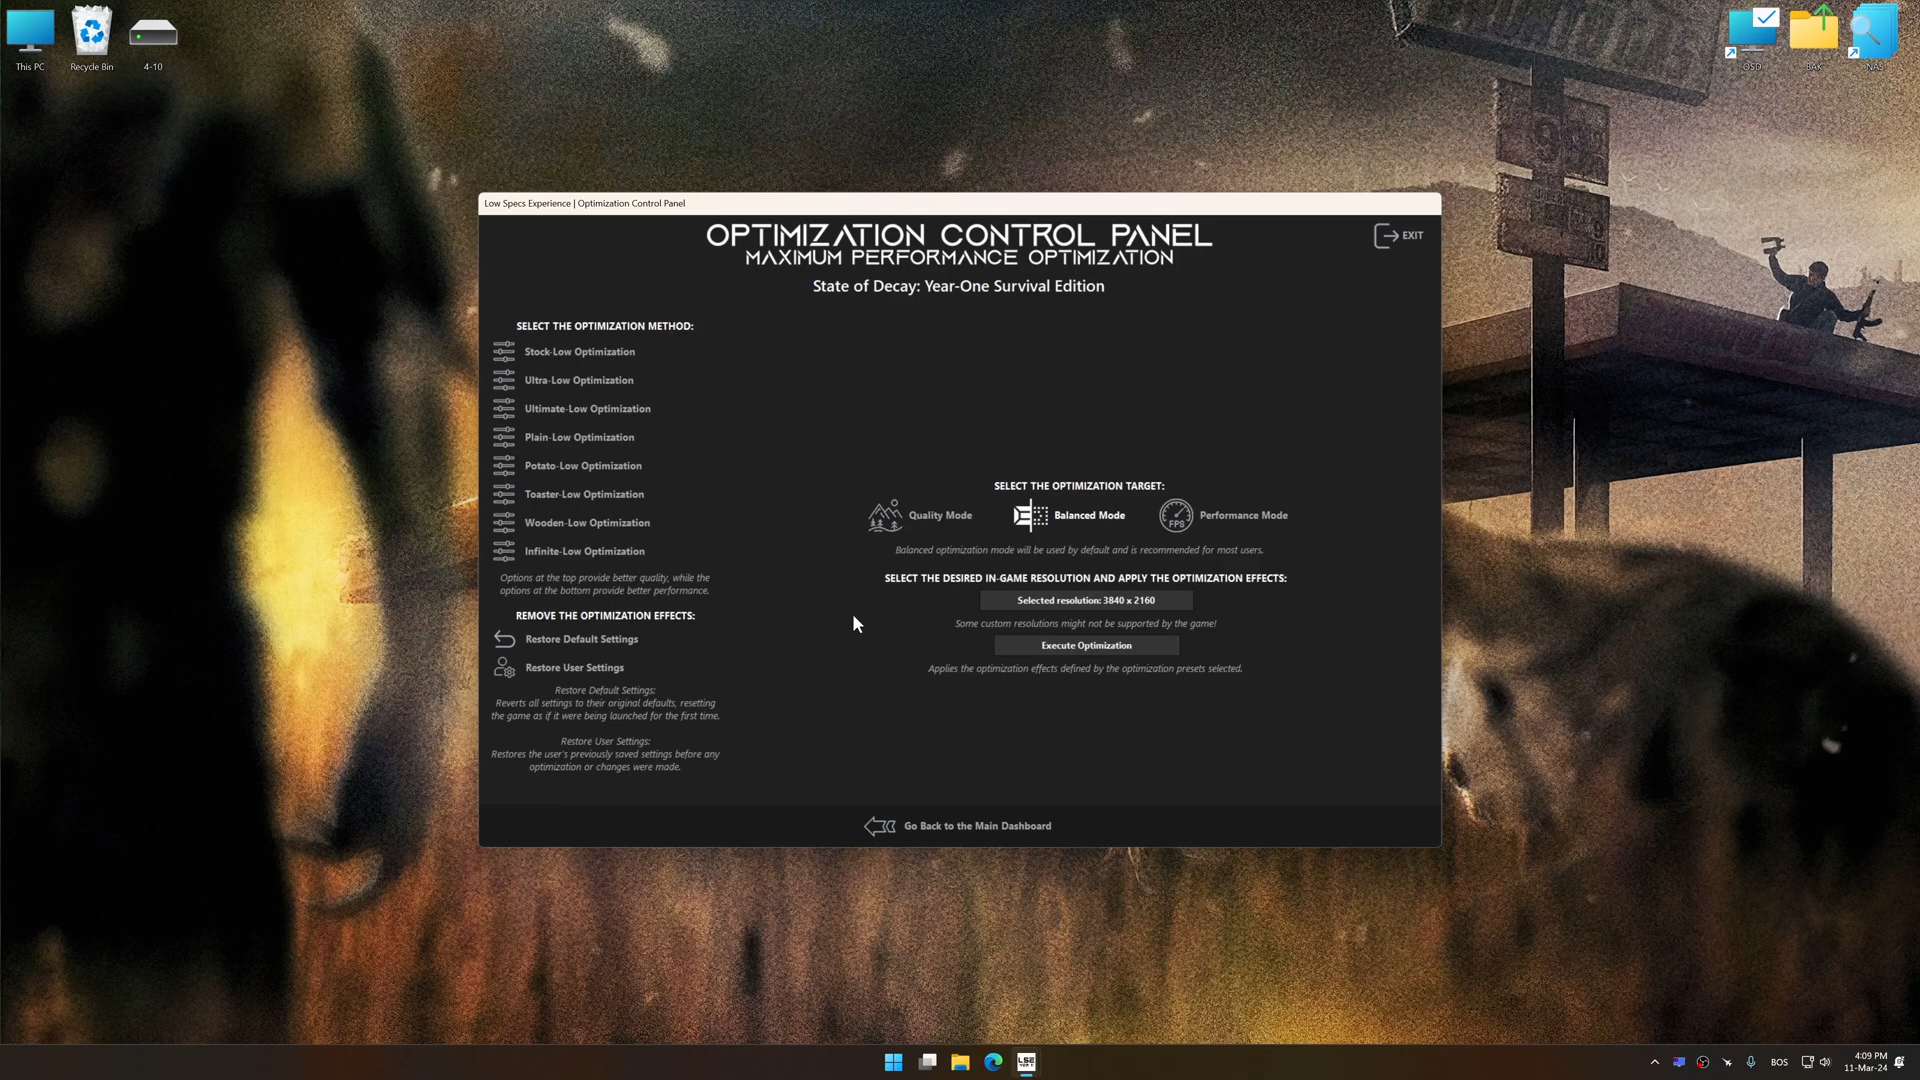 This PC
Recycle Bin
4-10
OSD
BAK
NAS
Low Specs Experience | Optimization Control Panel
OPTIMIZATION CONTROL PANEL
MAXIMUM PERFORMANCE OPTIMIZATION
EXIT
State of Decay: Year-One Survival Edition
SELECT THE OPTIMIZATION METHOD:
Stock-Low Optimization
Ultra-Low Optimization
Ultimate-Low Optimization
Plain-Low Optimization
Potato-Low Optimization
Toaster-Low Optimization
Wooden-Low Optimization
Infinite-Low Optimization
Options at the top provide better quality, while the
options at the bottom provide better performance.
REMOVE THE OPTIMIZATION EFFECTS:
Restore Default Settings
Restore User Settings
Restore Default Settings:
Reverts all settings to their original defaults, resetting
the game as if it were being launched for the first time.
Restore User Settings:
Restores the user's previously saved settings before any
optimization or changes were made.
SELECT THE OPTIMIZATION TARGET:
Quality Mode
Balanced Mode
FPS
Performance Mode
Balanced optimization mode will be used by default and is recommended for most users.
SELECT THE DESIRED IN-GAME RESOLUTION AND APPLY THE OPTIMIZATION EFFECTS:
Selected resolution: 3840 x 2160
Some custom resolutions might not be supported by the game!
Execute Optimization
Applies the optimization effects defined by the optimization presets selected.
Go Back to the Main Dashboard
LSE
BOS
4:09 PM
11-Mar-24